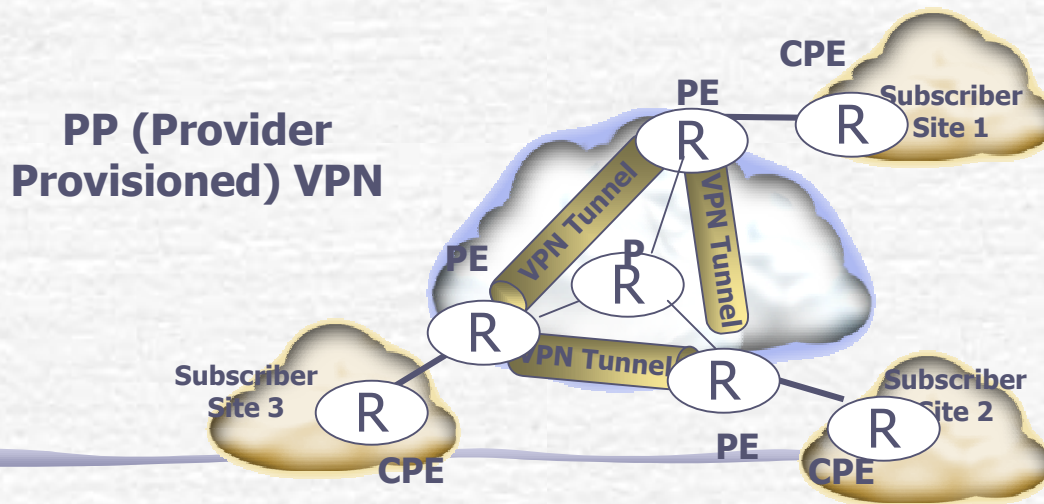 CPE
PE
Subscriber
Site 1
R
R
PP (Provider
Provisioned) VPN
VPN Tunnel
VPN Tunnel
P
R
PE
R
VPN Tunnel
R
Subscriber
Site 3
R
CPE
Subscriber
Site 2
R
PE
CPE